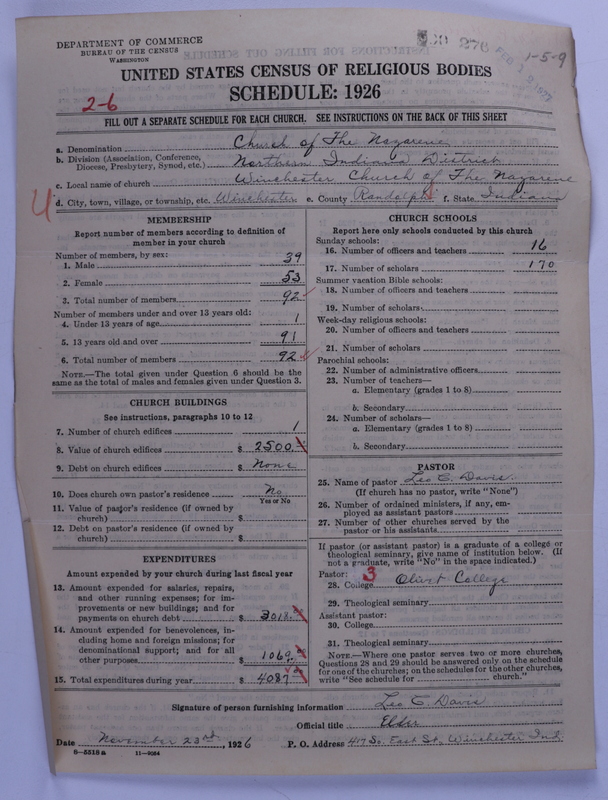 DEPARTMENT OF COMMERCE
BUREAU OF THE CENSUS
WASHINGTON
276
FEB
1-5-9
UNITED STATES CENSUS OF RELIGIOUS BODIES
SCHEDULE: 1926
2-6
FILL OUT A SEPARATE SCHEDULE FOR EACH CHURCH. SEE INSTRUCTIONS ON THE BACK OF THIS SHEET
a. Denomination Church of The Nazarene
b. Division (Association, Conference, Diocese, Presbytery, Synod, etc.) Northern Indiana District
c. Local name of church Winchester Church of The Nazarene
d. City, town, village, or township, etc. Winchester e. County Randolph f. State Indiana
4
MEMBERSHIP
Report number of members according to definition of
member in your church
Number of members, by sex:
1. Male 39
2. Female 53
3. Total number of members 92
Number of members under and over 13 years old:
4. Under 13 years of age 1
5. 13 years old and over 91
6. Total number of members 92
NOTE.—The total given under Question 6 should be
same as the total of males and females given under Question 3.
CHURCH BUILDINGS
See instructions, paragraphs 10 to 12
7. Number of church edifices 1
8. Value of church edifices $ 2500.
9. Debt on church edifices $ None
10. Does church own pastor's residence No
Yes or No
11. Value of pastor's residence (if owned by
church) $
12. Debt on pastor's residence (if owned by
church) $
EXPENDITURES
Amount expended by your church during last fiscal year
13. Amount expended for salaries, repairs,
and other running expenses; for im-
provements or new buildings; and for
payments on church debt $ 3018.
14. Amount expended for benevolences, in-
cluding home and foreign missions; for
denominational support; and for all
other purposes $ 1069.
15. Total expenditures during year $ 4087
CHURCH SCHOOLS
Report here only schools conducted by this church
Sunday schools:
16. Number of officers and teachers 16
17. Number of scholars 170
Summer vacation Bible schools:
18. Number of officers and teachers
19. Number of scholars
Week-day religious schools:
20. Number of officers and teachers
21. Number of scholars
Parochial schools:
22. Number of administrative officers
23. Number of teachers—
a. Elementary (grades 1 to 8)
b. Secondary
24. Number of scholars—
a. Elementary (grades 1 to 8)
b. Secondary
PASTOR
25. Name of pastor Leo C. Davis.
(If church has no pastor, write "None")
26. Number of ordained ministers, if any, em-
ployed as assistant pastors
27. Number of other churches served by the
pastor or his assistants
If pastor (or assistant pastor) is a graduate of a college or
theological seminary, give name of institution below. (If
not a graduate, write "No" in the space indicated.)
Pastor: 3
28. College Olivet College
29. Theological seminary
Assistant pastor:
30. College
31. Theological seminary
NOTE.—Where one pastor serves two or more churches,
Questions 28 and 29 should be answered only on the schedule
for one of the churches; on the schedules for the other churches,
write "See schedule for church."
Signature of person furnishing information Leo C. Davis
Official title Elder
Date November 23rd, 1926 P. O. Address 417 So. East St, Winchester Ind.
8—5518a 11—9064